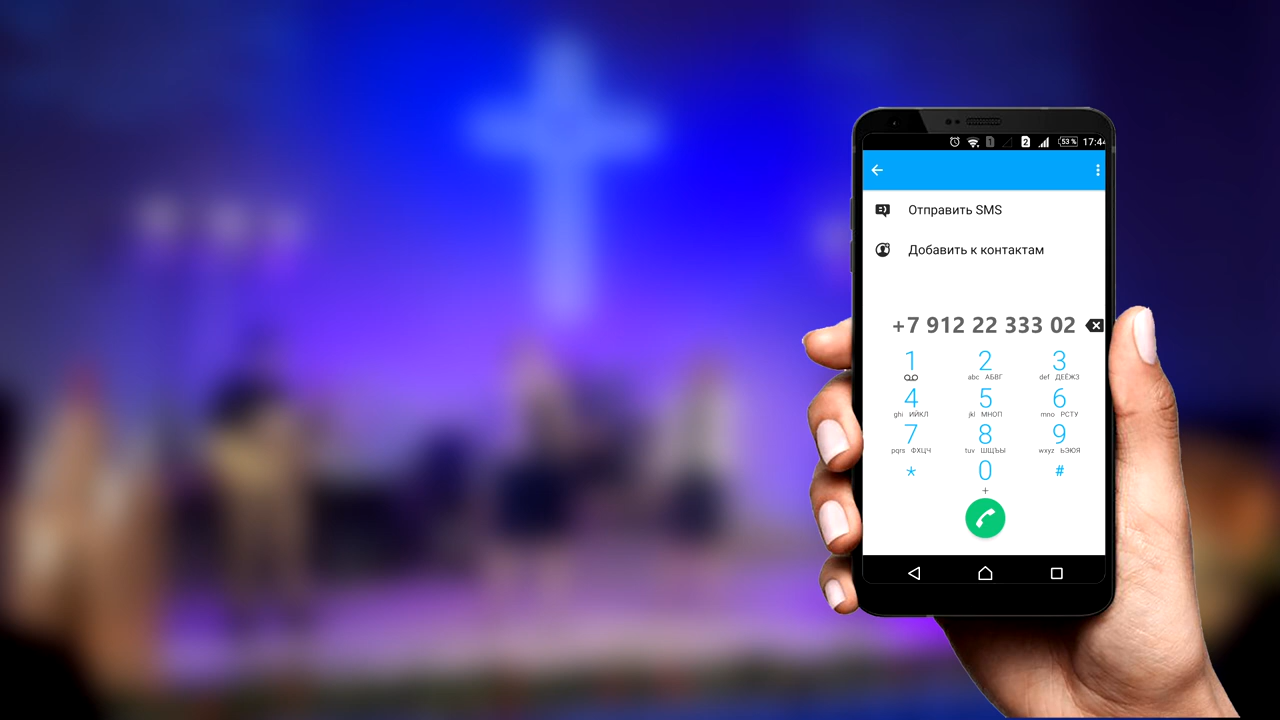 1 2 53 % 17:44
Отправить SMS
Добавить к контактам
+7 912 22 333 02
1 2 3
abc АБВГ def ДЕЁЖЗ
4 5 6
ghi ИЙКЛ jkl МНОП mno РСТУ
7 8 9
pqrs ФХЦЧ tuv ШЩЪЫ wxyz ЬЭЮЯ
* 0 #
+